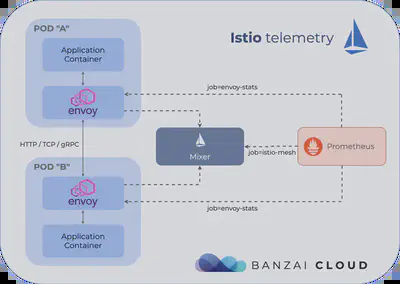 POD "A"
Istio telemetry
Application
Container
job=envoy-stats
envoy
HTTP / TCP / gRPC
Mixer
job=istio-mesh
Prometheus
POD "B"
envoy
job=envoy-stats
Application
Container
BANZAI CLOUD